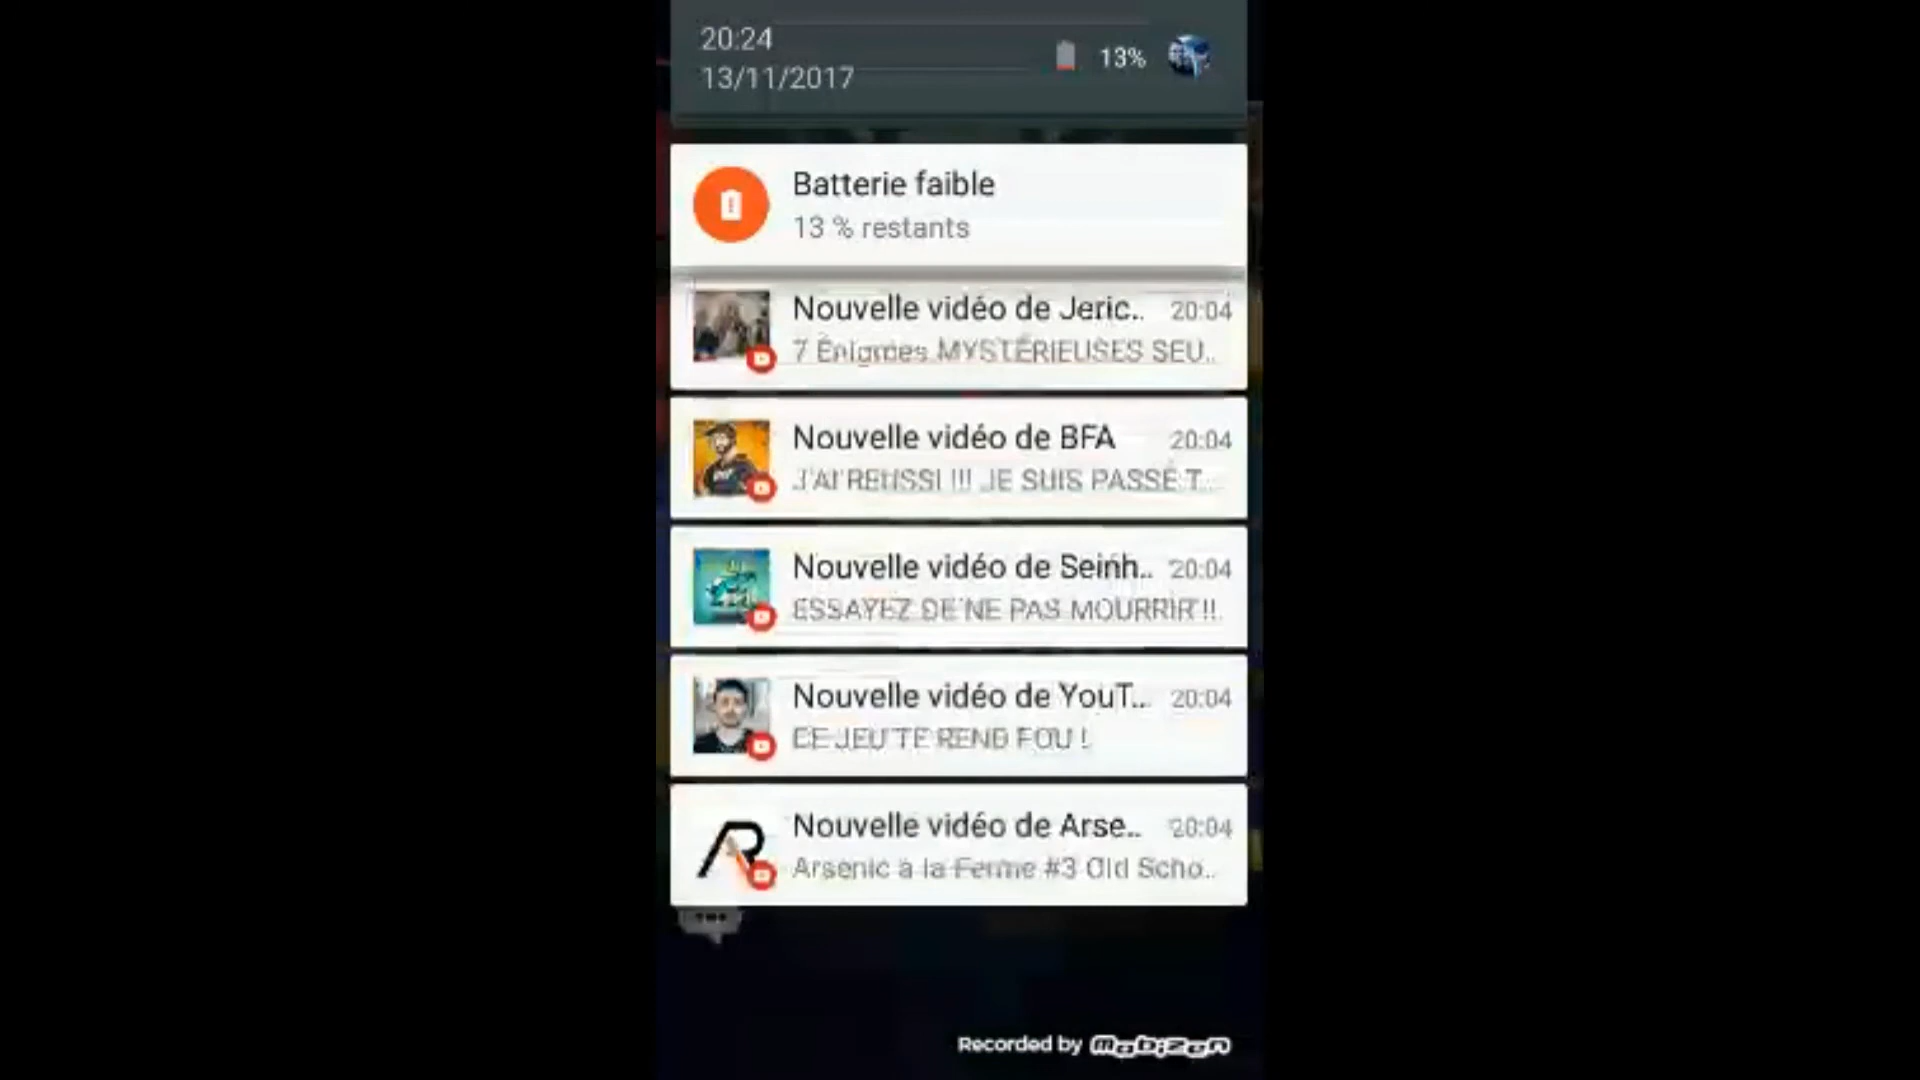 20:24
13%
13/11/2017
Batterie faible
13 % restants
Nouvelle vidéo de Jeric.. 20:04
7 Énigmes MYSTÉRIEUSES SEU..
Nouvelle vidéo de BFA 20:04
J'AI REUSSI !!! JE SUIS PASSÉ T...
Nouvelle vidéo de Seinh.. 20:04
ESSAYEZ DE NE PAS MOURRIR !!.
Nouvelle vidéo de YouT... 20:04
CE JEU TE REND FOU !
Nouvelle vidéo de Arse.. 20:04
Arsenic à la Ferme #3 Old Scho..
Recorded by Mobizen